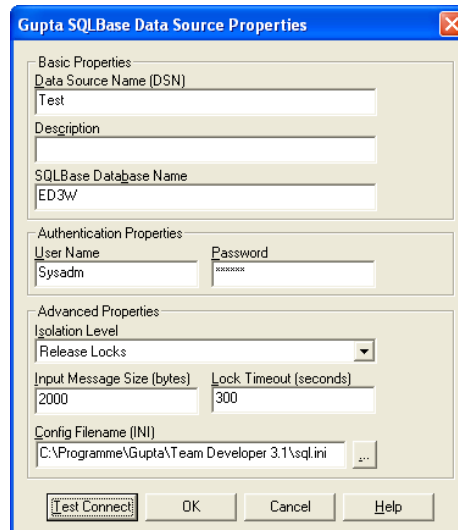 Gupta SQLBase Data Source Properties
Basic Properties
Data Source Name (DSN)
Test
Description
SQLBase Database Name
ED3W
Authentication Properties
User Name
Password
Sysadm
xxxxxx
Advanced Properties
Isolation Level
Release Locks
Input Message Size (bytes)
Lock Timeout (seconds)
2000
300
Config Filename (INI)
C:\Programme\Gupta\Team Developer 3.1\sql.ini
...
Test Connect
OK
Cancel
Help